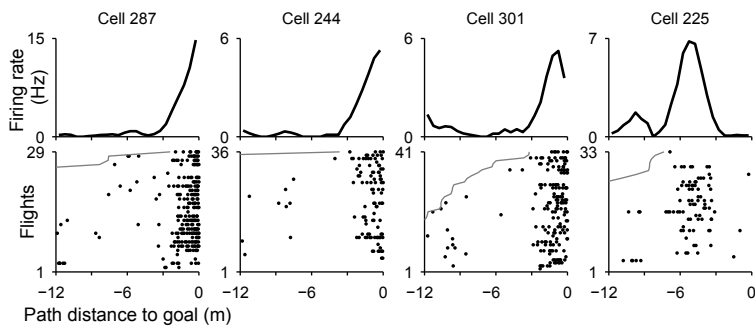 Cell 287 Cell 244 Cell 301 Cell 225
15 6 6 7
Firing rate
(Hz)
0 0 0 0
29 36 41 33
Flights
1 1 1 1
−12 −6 0 −12 −6 0 −12 −6 0 −12 −6 0
Path distance to goal (m)